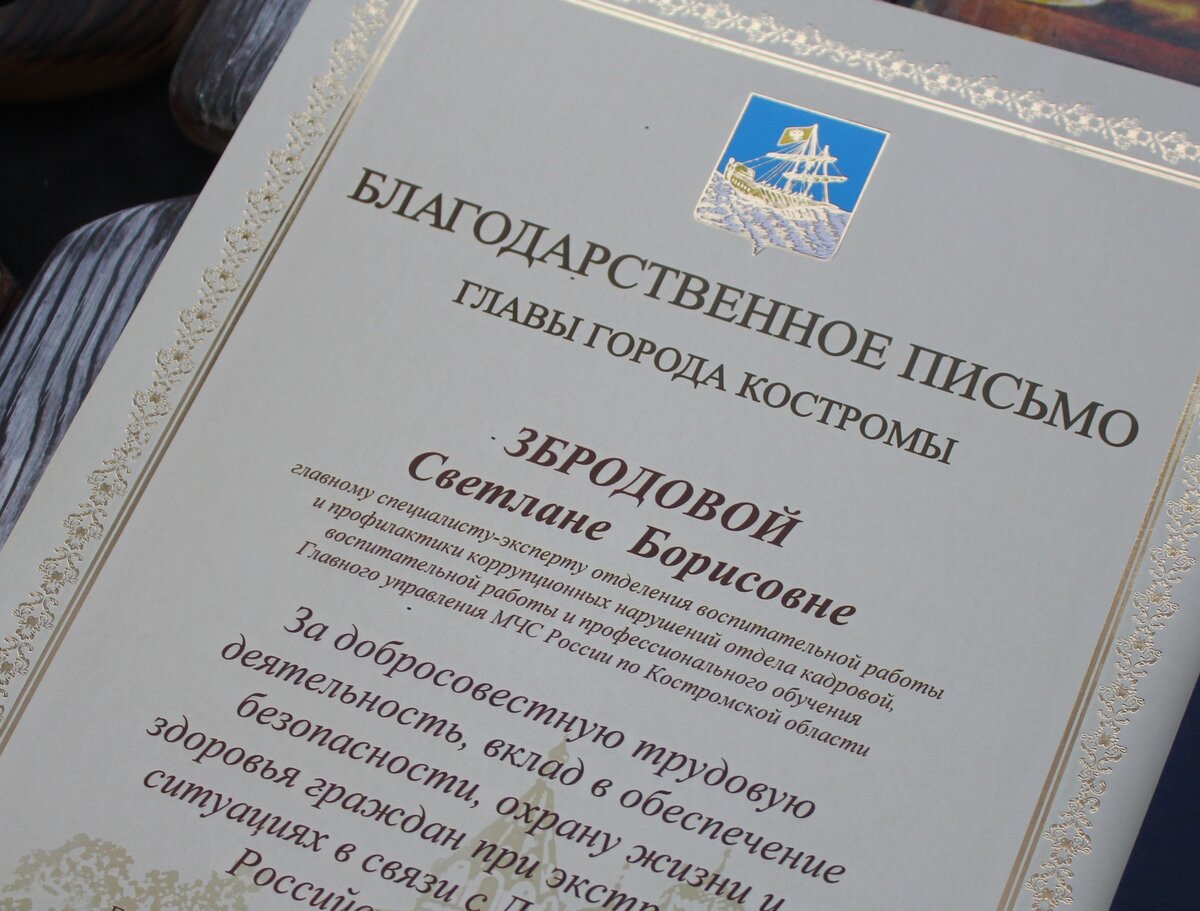 БЛАГОДАРСТВЕННОЕ ПИСЬМО
ГЛАВЫ ГОРОДА КОСТРОМЫ
ЗБРОДОВОЙ
Светлане Борисовне
главному специалисту-эксперту отделения воспитательной работы
и профилактики коррупционных нарушений отдела кадровой,
воспитательной работы и профессионального обучения
Главного управления МЧС России по Костромской области
За добросовестную трудовую
деятельность, вклад в обеспечение
безопасности, охрану жизни и
здоровья граждан при
ситуациях в связи с